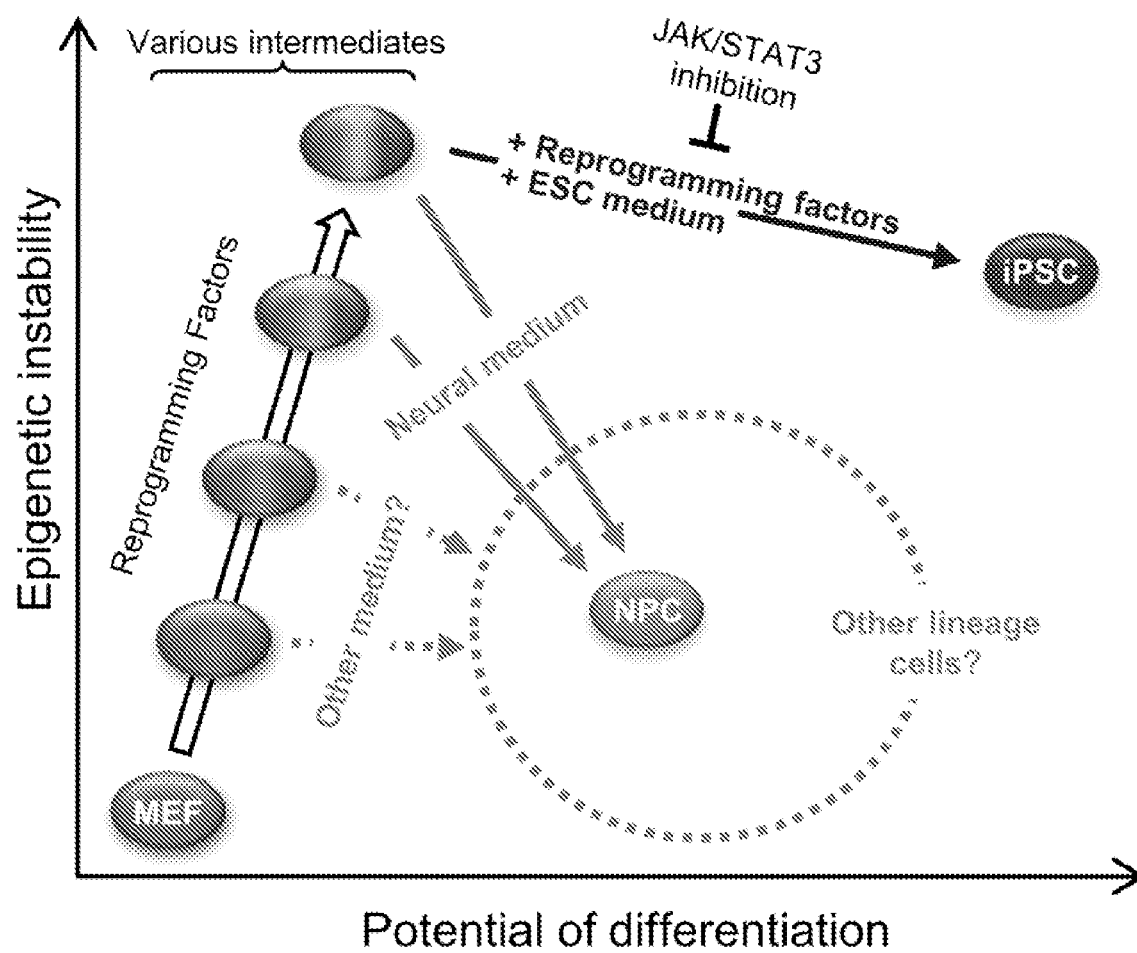 Various intermediates
JAK/STAT3
inhibition
+ Reprogramming factors
+ ESC medium
iPSC
Epigenetic instability
Reprogramming Factors
Neural medium
Other medium?
NPC
Other lineage
cells?
MEF
Potential of differentiation